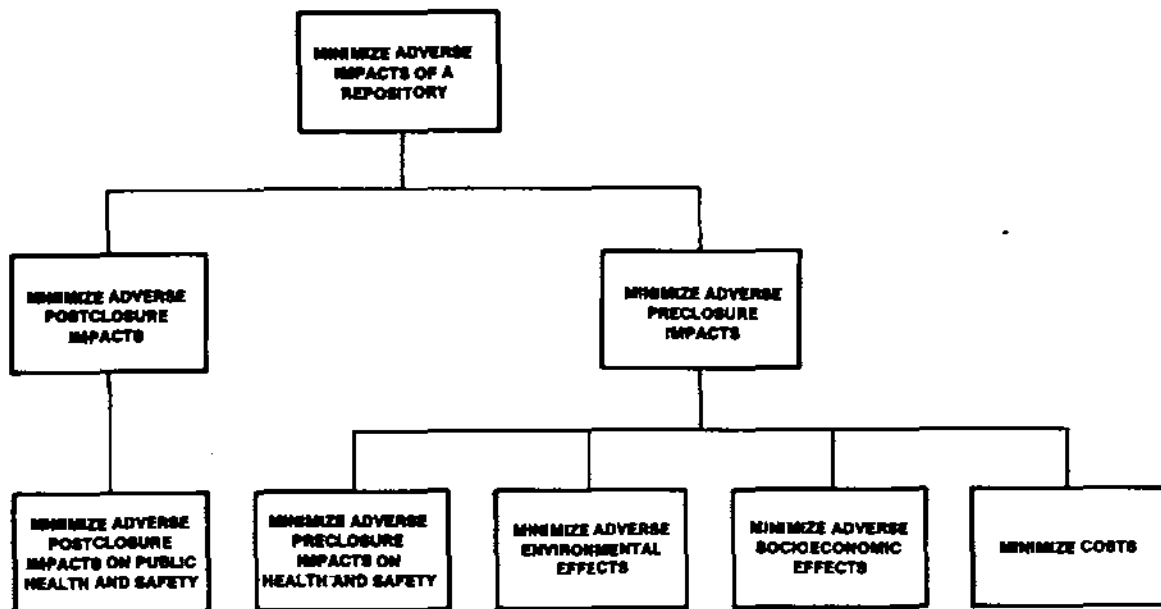 MINIMIZE ADVERSE
IMPACTS OF A
REPOSITORY
MINIMIZE ADVERSE
POSTCLOSURE
IMPACTS
MINIMIZE ADVERSE
PRECLOSURE
IMPACTS
MINIMIZE ADVERSE
POSTCLOSURE
IMPACTS ON PUBLIC
HEALTH AND SAFETY
MINIMIZE ADVERSE
PRECLOSURE
IMPACTS ON
HEALTH AND SAFETY
MINIMIZE ADVERSE
ENVIRONMENTAL
EFFECTS
MINIMIZE ADVERSE
SOCIOECONOMIC
EFFECTS
MINIMIZE COSTS